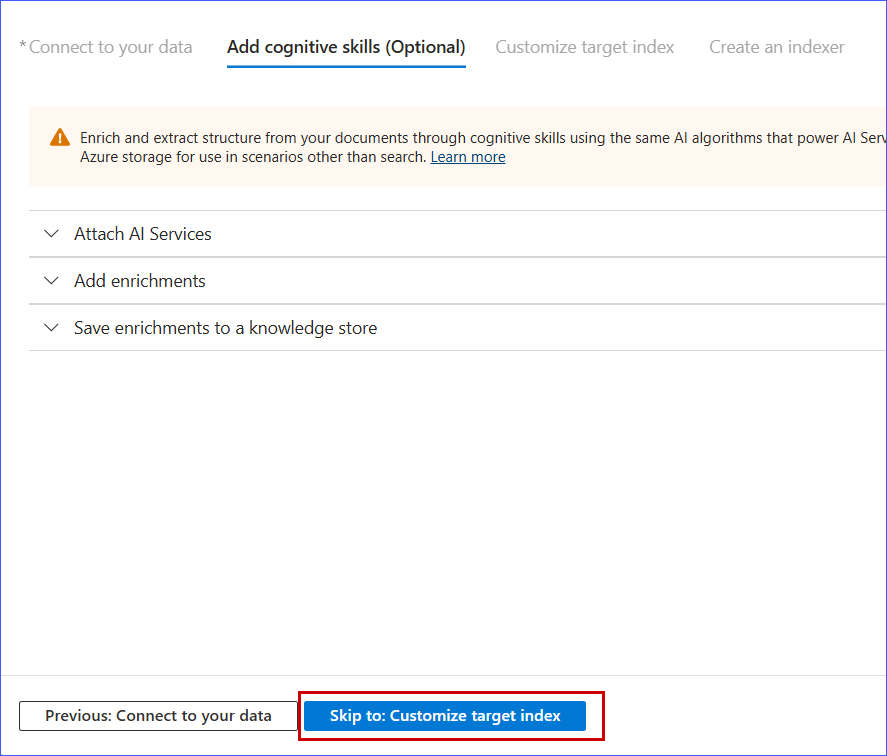 * Connect to your data Add cognitive skills (Optional) Customize target index Create an indexer
Enrich and extract structure from your documents through cognitive skills using the same AI algorithms that power AI Serv
Azure storage for use in scenarios other than search. Learn more
Attach AI Services
Add enrichments
Save enrichments to a knowledge store
Previous: Connect to your data Skip to: Customize target index